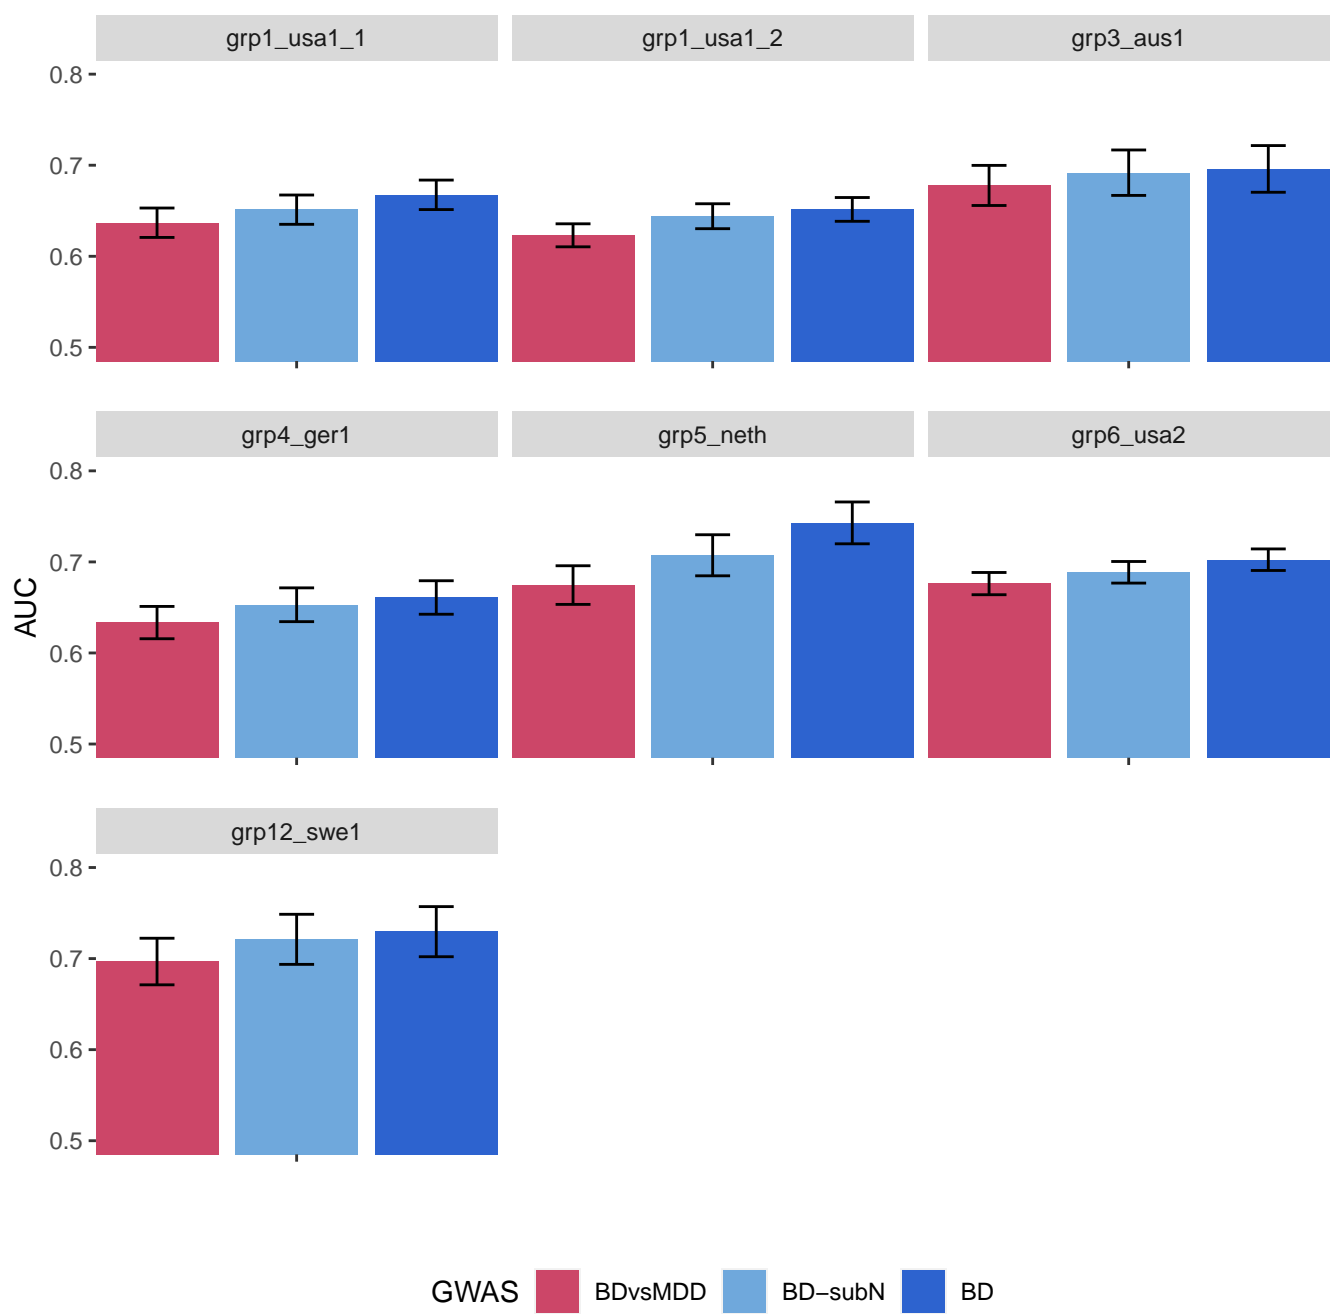 grp1_usa1_1 grp1_usa1_2 grp3_aus1
0.8
0.7
0.6
0.5
grp4_ger1 grp5_neth grp6_usa2
0.8
0.7
0.6
0.5
AUC
grp12_swe1
0.8
0.7
0.6
0.5
GWAS BDvsMDD BD−subN BD